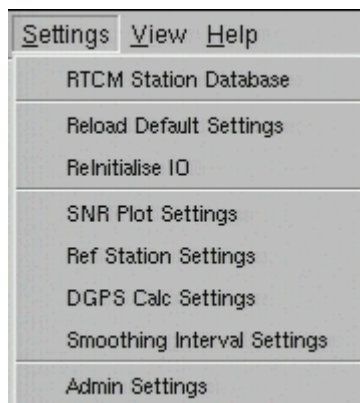 Settings View Help
RTCM Station Database
Reload Default Settings
ReInitialise IO
SNR Plot Settings
Ref Station Settings
DGPS Calc Settings
Smoothing Interval Settings
Admin Settings